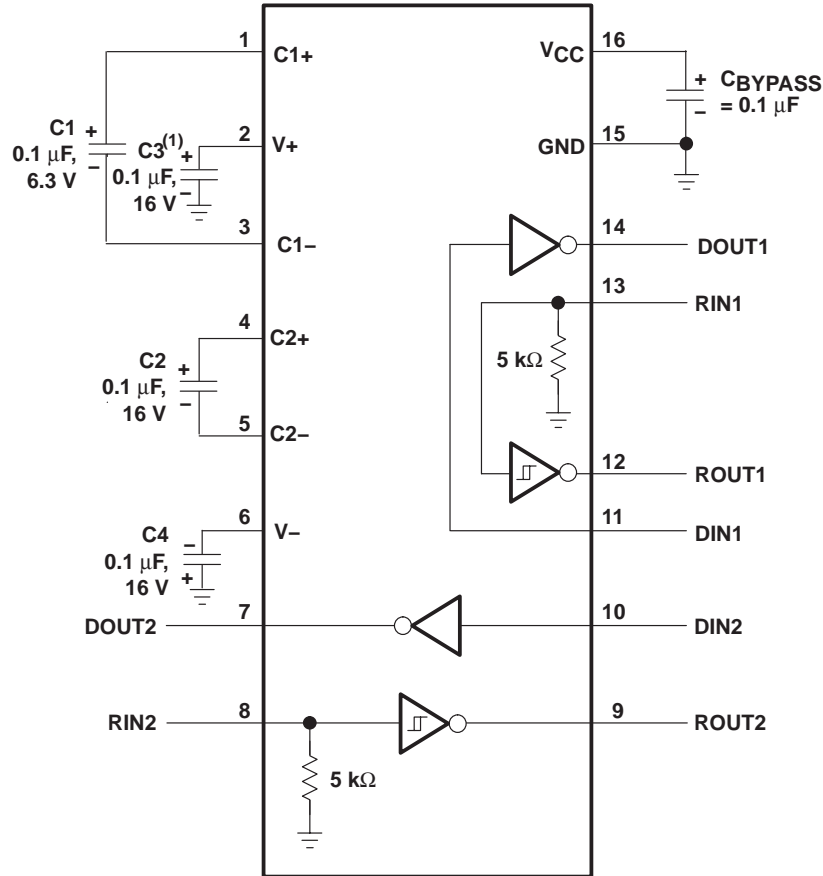 1
C1+
C1
0.1 μF,
6.3 V
+
−
2
V+
C3(1)
0.1 μF,
16 V
+
−
3
C1−
4
C2+
C2
0.1 μF,
16 V
+
−
5
C2−
6
V−
C4
0.1 μF,
16 V
−
+
DOUT2
7
RIN2
8
5 kΩ
VCC
16
+
−
CBYPASS
= 0.1 μF
GND
15
14
DOUT1
13
RIN1
5 kΩ
12
ROUT1
11
DIN1
10
DIN2
9
ROUT2